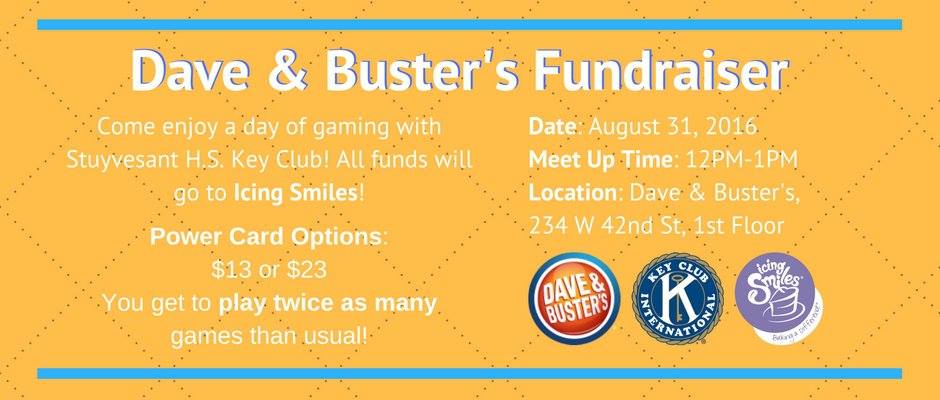 Dave & Buster's Fundraiser
Come enjoy a day of gaming with
Stuyvesant H.S. Key Club! All funds will
go to Icing Smiles!
Power Card Options:
$13 or $23
You get to play twice as many
games than usual!
Date: August 31, 2016
Meet Up Time: 12PM-1PM
Location: Dave & Buster's,
234 W 42nd St, 1st Floor
DAVE &
BUSTER'S
KEY CLUB
K
INTERNATIONAL
icing
Smiles
Baking a Difference